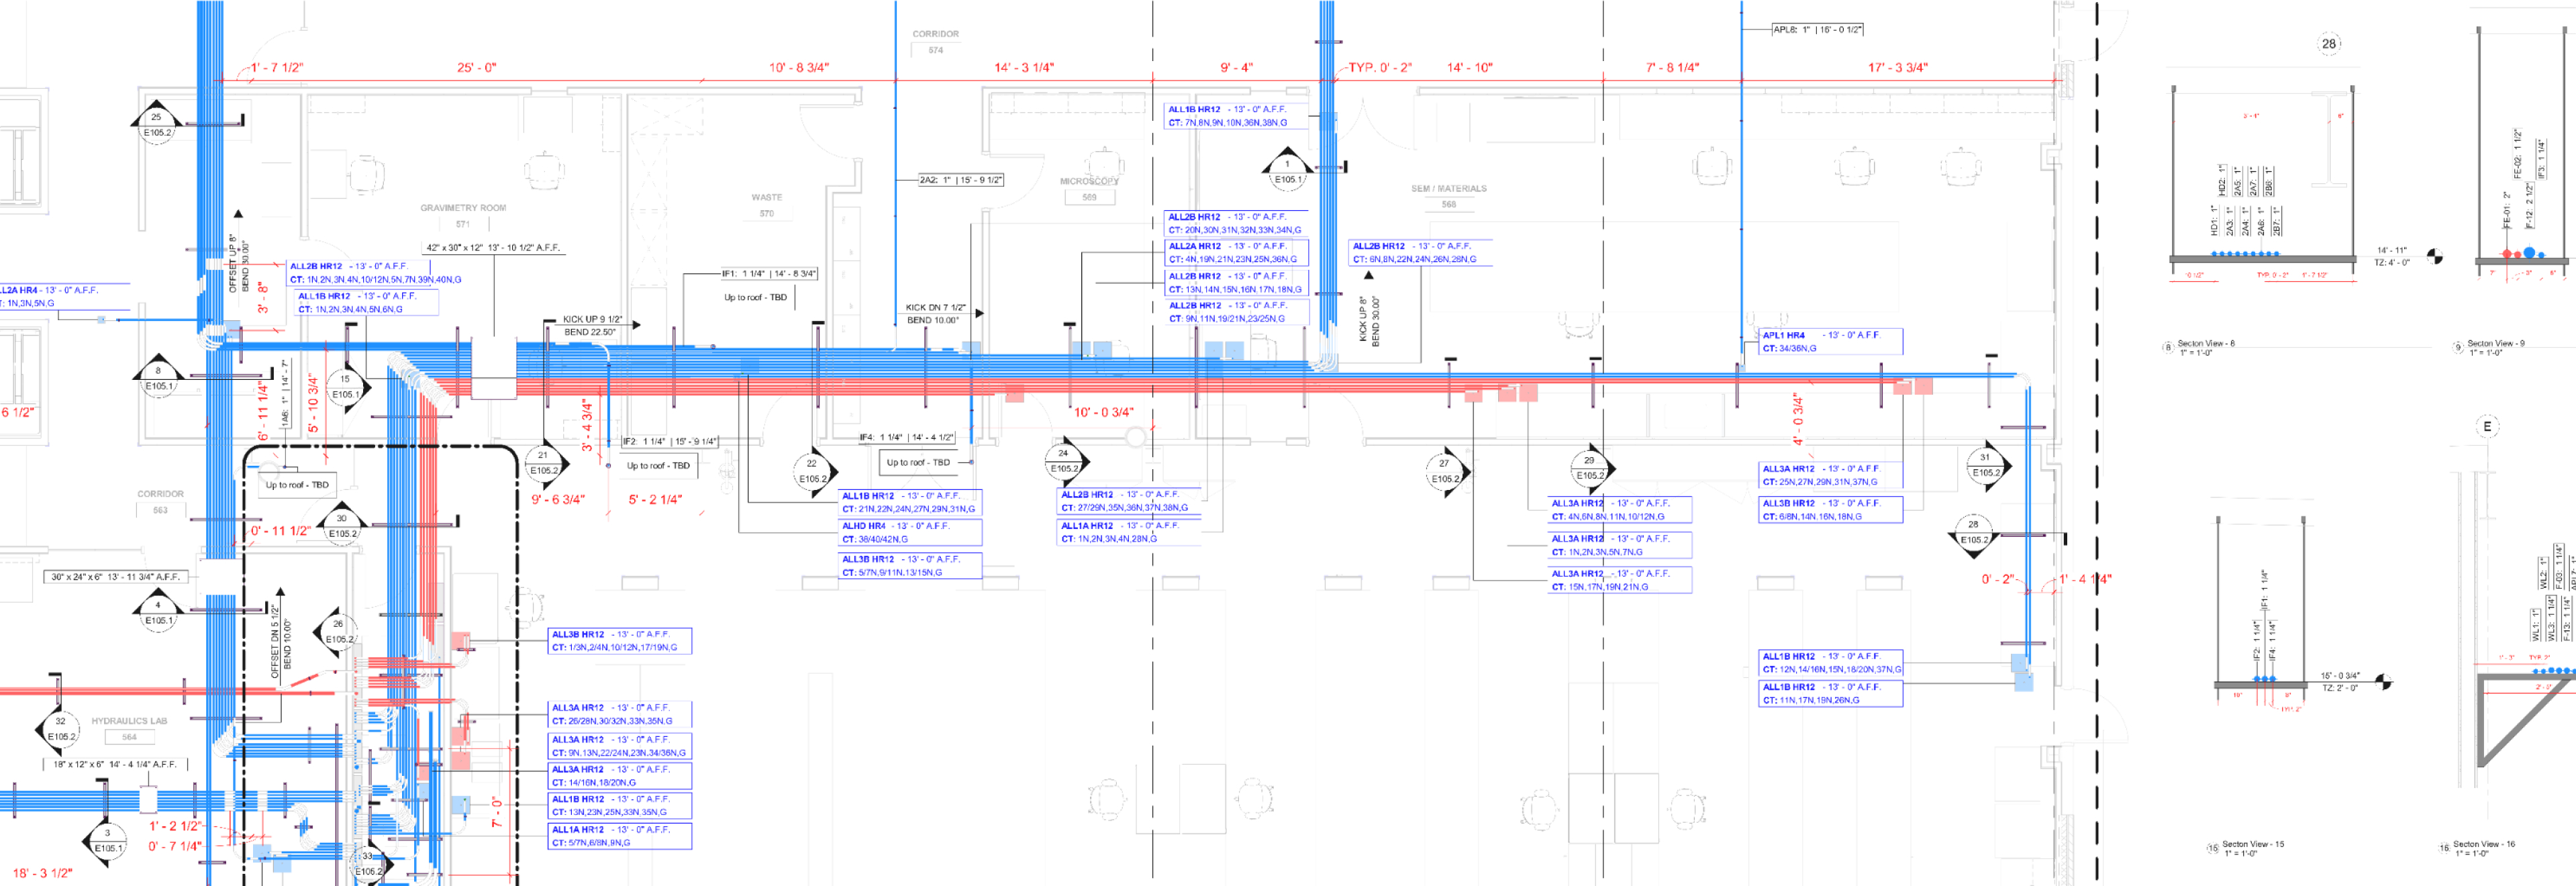 CORRIDOR
574
APL8: 1" | 16' - 0 1/2"
1' - 7 1/2"
25' - 0"
10' - 8 3/4"
14' - 3 1/4"
9' - 4"
TYP. 0' - 2"
14' - 10"
7' - 8 1/4"
17' - 3 3/4"
25
E105.2
ALL1B HR12 - 13' - 0" A.F.F.
CT: 7N,8N,9N,10N,36N,38N,G
1
E105.1
2A2: 1" | 15' - 9 1/2"
MICROSCOPY
569
SEM / MATERIALS
568
WASTE
570
GRAVIMETRY ROOM
571
42" x 30" x 12" 13' - 10 1/2" A.F.F.
OFFSET UP 8"
BEND 30.00"
ALL2B HR12 - 13' - 0" A.F.F.
CT: 20N,30N,31N,32N,33N,34N,G
ALL2A HR12 - 13' - 0" A.F.F.
CT: 4N,19N,21N,23N,25N,36N,G
ALL2B HR12 - 13' - 0" A.F.F.
CT: 13N,14N,15N,16N,17N,18N,G
ALL2B HR12 - 13' - 0" A.F.F.
CT: 9N,11N,19/21N,23/25N,G
ALL2B HR12 - 13' - 0" A.F.F.
CT: 6N,8N,22N,24N,26N,28N,G
KICK UP 8"
BEND 30.00"
ALL2B HR12 - 13' - 0" A.F.F.
CT: 1N,2N,3N,4N,10/12N,5N,7N,39N,40N,G
ALL1B HR12 - 13' - 0" A.F.F.
CT: 1N,2N,3N,4N,5N,6N,G
HR4 - 13' - 0" A.F.F.
1N,3N,5N,G
3' - 8"
IF1: 1 1/4" | 14' - 8 3/4"
Up to roof - TBD
KICK UP 9 1/2"
BEND 22.50"
KICK DN 7 1/2"
BEND 10.00"
APL1 HR4 - 13' - 0" A.F.F.
CT: 34/36N,G
8
E105.1
15
E105.1
6' - 11 1/4"
1A6: 1" | 14' - 7"
5' - 10 3/4"
6 1/2"
3' - 4 3/4"
10' - 0 3/4"
4' - 0 3/4"
IF2: 1 1/4" | 15' - 9 1/4"
Up to roof - TBD
IF4: 1 1/4" | 14' - 4 1/2"
Up to roof - TBD
Up to roof - TBD
21
E105.2
22
E105.2
24
E105.2
27
E105.2
29
E105.2
31
E105.2
CORRIDOR
563
9' - 6 3/4"
5' - 2 1/4"
0' - 11 1/2"
30
E105.2
ALL1B HR12 - 13' - 0" A.F.F.
CT: 21N,22N,24N,27N,29N,31N,G
ALHD HR4 - 13' - 0" A.F.F.
CT: 38/40/42N,G
ALL3B HR12 - 13' - 0" A.F.F.
CT: 5/7N,9/11N,13/15N,G
ALL2B HR12 - 13' - 0" A.F.F.
CT: 27/29N,35N,36N,37N,38N,G
ALL1A HR12 - 13' - 0" A.F.F.
CT: 1N,2N,3N,4N,28N,G
ALL3A HR12 - 13' - 0" A.F.F.
CT: 4N,6N,8N,11N,10/12N,G
ALL3A HR12 - 13' - 0" A.F.F.
CT: 1N,2N,3N,5N,7N,G
ALL3A HR12 - 13' - 0" A.F.F.
CT: 15N,17N,19N,21N,G
ALL3A HR12 - 13' - 0" A.F.F.
CT: 25N,27N,29N,31N,37N,G
ALL3B HR12 - 13' - 0" A.F.F.
CT: 6/8N,14N,16N,18N,G
28
E105.2
0' - 2"
1' - 4 1/4"
30" x 24" x 6" 13' - 11 3/4" A.F.F.
4
E105.1
OFFSET DN 5 1/2"
BEND 10.00"
26
E105.2
ALL3B HR12 - 13' - 0" A.F.F.
CT: 1/3N,2/4N,10/12N,17/19N,G
ALL1B HR12 - 13' - 0" A.F.F.
CT: 12N,14/16N,15N,18/20N,37N,G
ALL1B HR12 - 13' - 0" A.F.F.
CT: 11N,17N,19N,26N,G
32
E105.2
HYDRAULICS LAB
564
ALL3A HR12 - 13' - 0" A.F.F.
CT: 26/28N,30/32N,33N,35N,G
ALL3A HR12 - 13' - 0" A.F.F.
CT: 9N,13N,22/24N,23N,34/36N,G
ALL3A HR12 - 13' - 0" A.F.F.
CT: 14/16N,18/20N,G
ALL1B HR12 - 13' - 0" A.F.F.
CT: 13N,23N,25N,33N,35N,G
ALL1A HR12 - 13' - 0" A.F.F.
CT: 5/7N,6/8N,9N,G
18" x 12" x 6" 14' - 4 1/4" A.F.F.
3
E105.1
1' - 2 1/2"
0' - 7 1/4"
7' - 0"
33
E105.2
18' - 3 1/2"
28
HD1: 1"
HD2: 1"
2A3: 1"
2A5: 1"
2A4: 1"
2A7: 1"
2A6: 1"
2B6: 1"
2B7: 1"
10 1/2"
TYP. 0' - 2"
1' - 7 1/2"
14' - 11"
TZ: 4' - 0"
8
Secton View - 8
1" = 1'-0"
FE-01: 2"
FE-02: 1 1/2"
F-12: 2 1/2"
IF3: 1 1/4"
9
Secton View - 9
1" = 1'-0"
IF2: 1 1/4"
IF1: 1 1/4"
IF4: 1 1/4"
15' - 0 3/4"
TZ: 2' - 0"
15
Secton View - 15
1" = 1'-0"
E
WL1: 1"
WL2: 1"
WL3: 1 1/4"
F-03: 1 1/4"
F-13: 1 1/4"
16
Secton View - 16
1" = 1'-0"